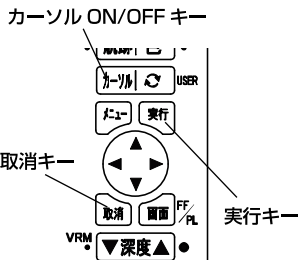 カーソル ON/OFF キー
カーソル
USER
メニュー
実行
取消キー
取消
画面
FF/PL
実行キー
VRM
▼深度▲